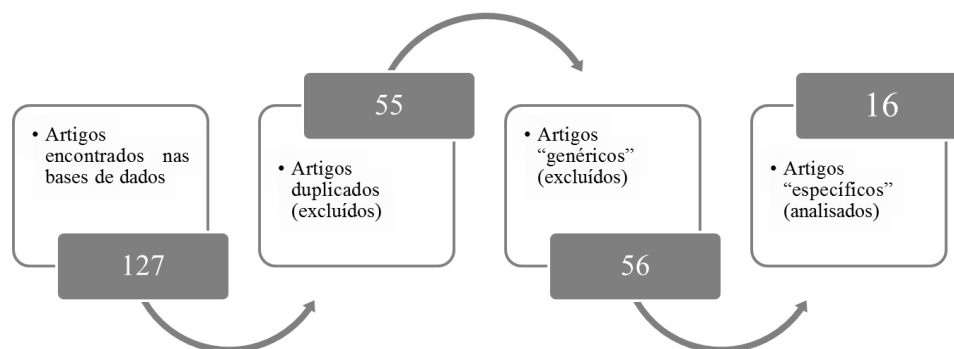 • Artigos
encontrados nas
bases de dados
127
55
• Artigos
duplicados
(excluídos)
• Artigos
“genéricos”
(excluídos)
56
16
• Artigos
“específicos”
(analisados)